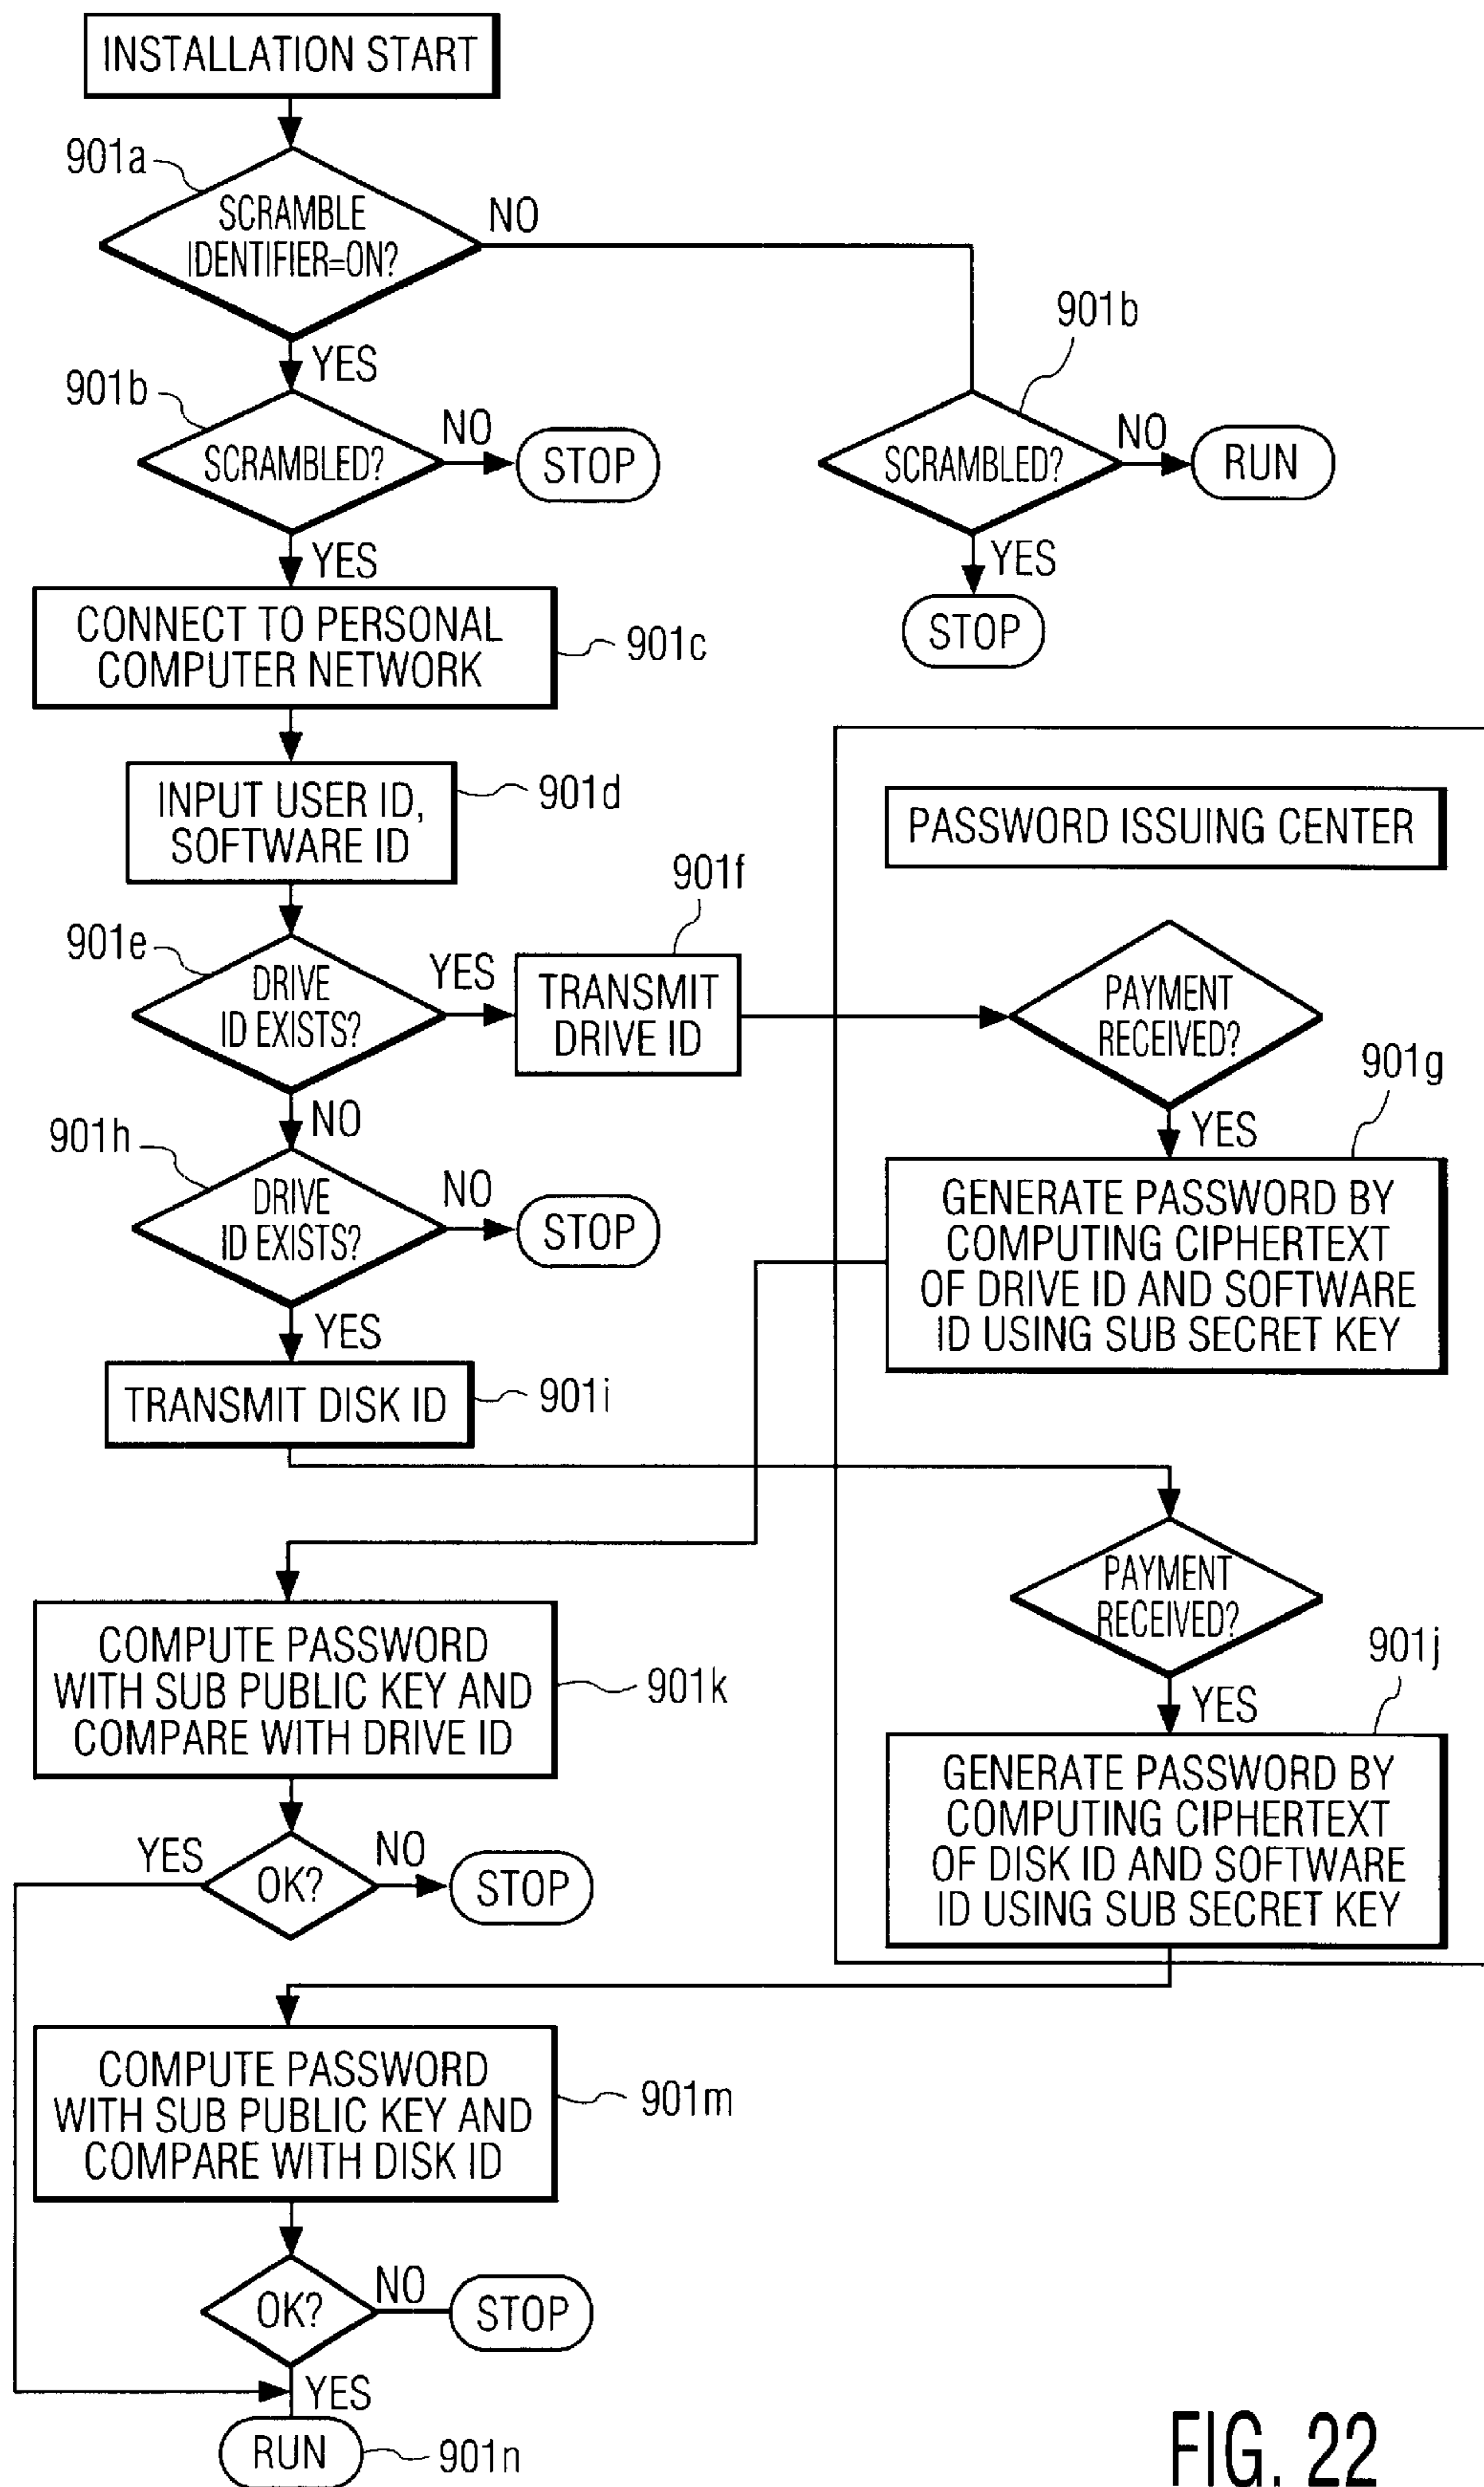 INSTALLATION START
901a
SCRAMBLE
IDENTIFIER=ON?
NO
YES
901b
SCRAMBLED?
NO
STOP
901b
SCRAMBLED?
NO
RUN
YES
STOP
YES
CONNECT TO PERSONAL
COMPUTER NETWORK
901c
INPUT USER ID,
SOFTWARE ID
901d
PASSWORD ISSUING CENTER
901e
DRIVE
ID EXISTS?
YES
901f
TRANSMIT
DRIVE ID
PAYMENT
RECEIVED?
YES
901g
GENERATE PASSWORD BY
COMPUTING CIPHERTEXT
OF DRIVE ID AND SOFTWARE
ID USING SUB SECRET KEY
NO
901h
DRIVE
ID EXISTS?
NO
STOP
YES
TRANSMIT DISK ID
901i
PAYMENT
RECEIVED?
YES
901j
GENERATE PASSWORD BY
COMPUTING CIPHERTEXT
OF DISK ID AND SOFTWARE
ID USING SUB SECRET KEY
COMPUTE PASSWORD
WITH SUB PUBLIC KEY AND
COMPARE WITH DRIVE ID
901k
YES
OK?
NO
STOP
COMPUTE PASSWORD
WITH SUB PUBLIC KEY AND
COMPARE WITH DISK ID
901m
OK?
NO
STOP
YES
RUN
901n
FIG. 22